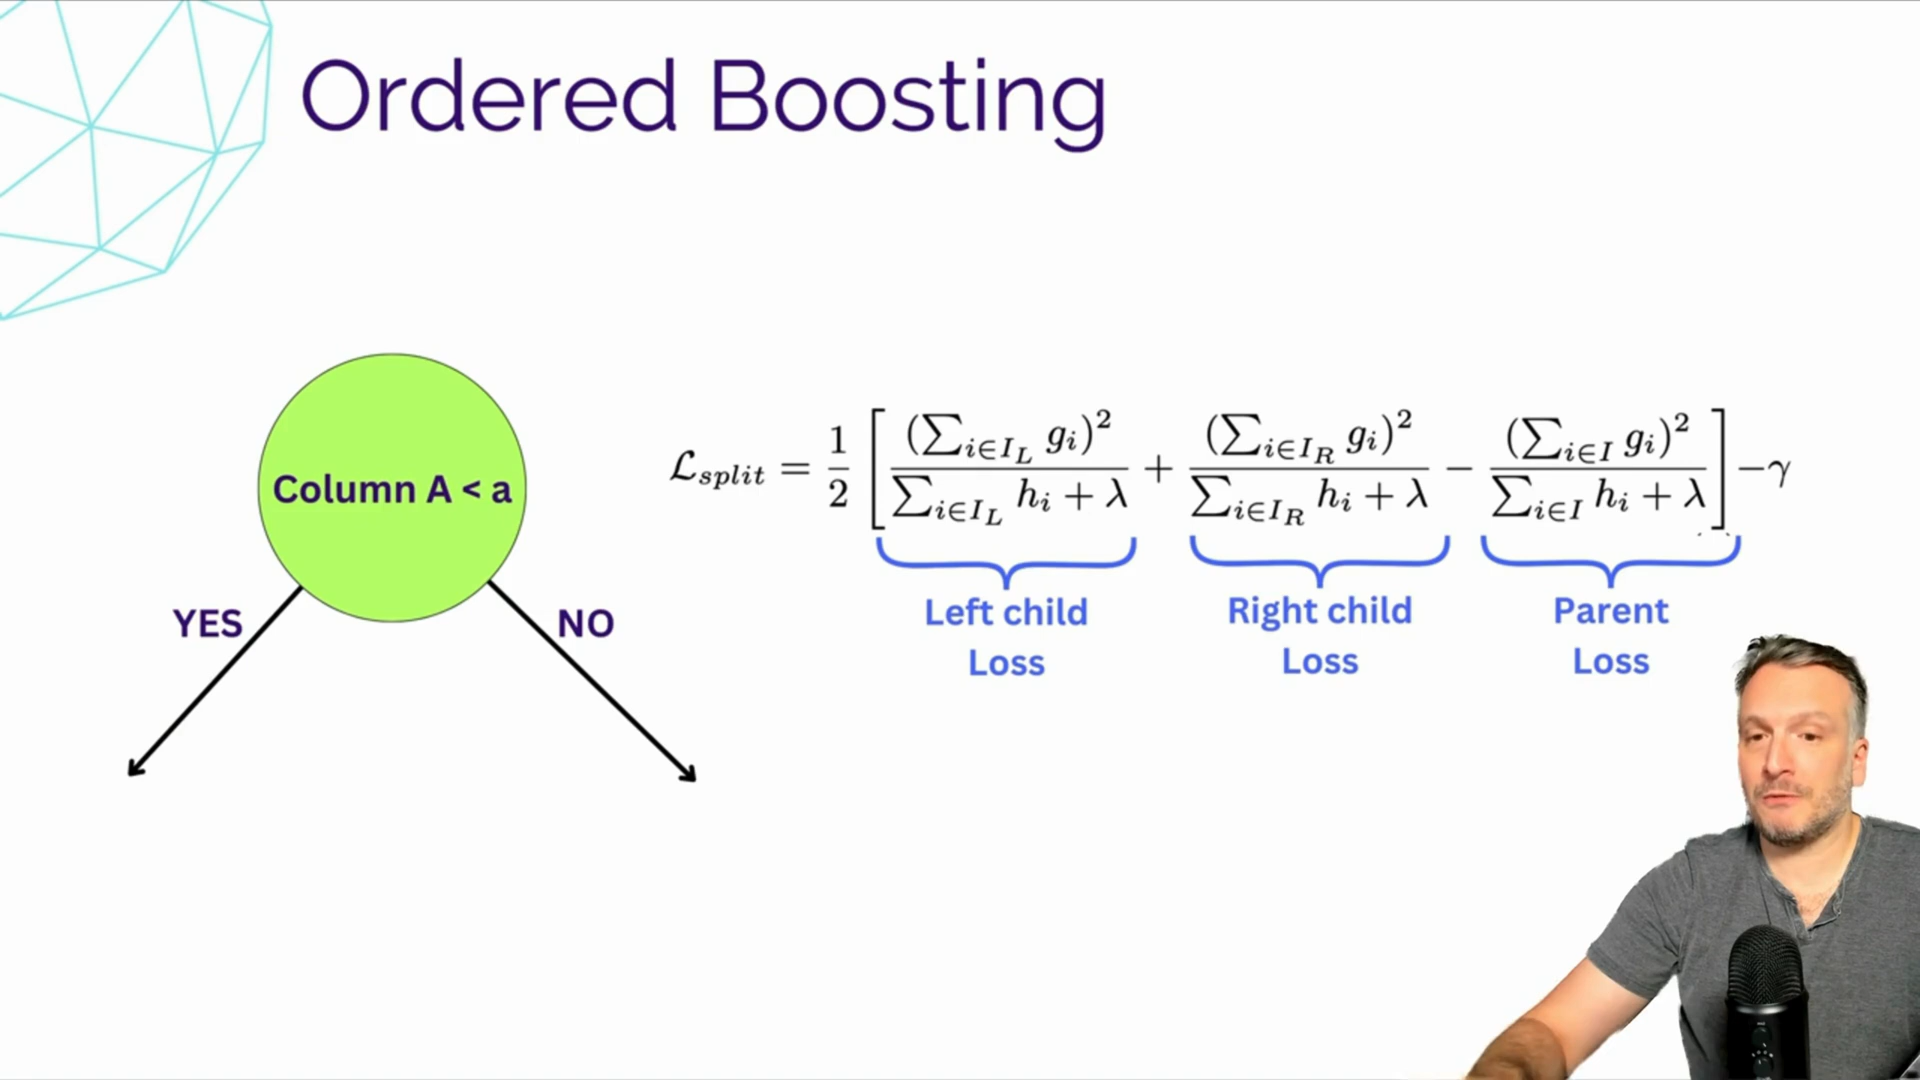 Ordered Boosting
Column A < a
YES
NO
$\mathcal{L}_{split} = \frac{1}{2} \left[ \frac{(\sum_{i \in I_L} g_i)^2}{\sum_{i \in I_L} h_i + \lambda} + \frac{(\sum_{i \in I_R} g_i)^2}{\sum_{i \in I_R} h_i + \lambda} - \frac{(\sum_{i \in I} g_i)^2}{\sum_{i \in I} h_i + \lambda} \right] - \gamma$
Left child
Loss
Right child
Loss
Parent
Loss